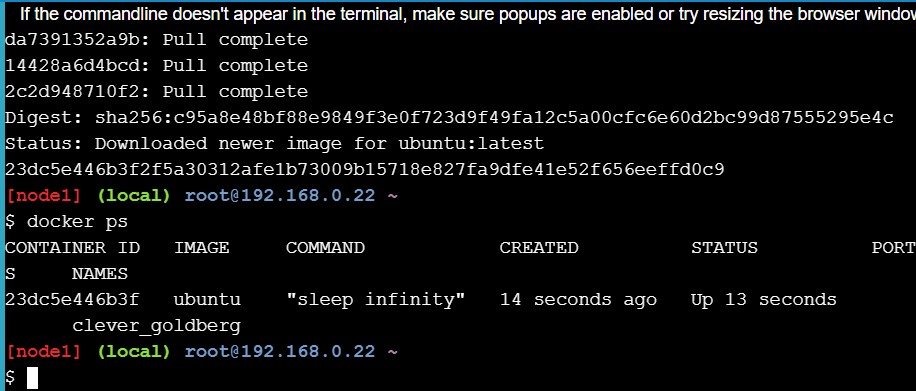 If the commandline doesn't appear in the terminal, make sure popups are enabled or try resizing the browser window
da7391352a9b: Pull complete
14428a6d4bcd: Pull complete
2c2d948710f2: Pull complete
Digest: sha256:c95a8e48bf88e9849f3e0f723d9f49fa12c5a00cfc6e60d2bc99d87555295e4c
Status: Downloaded newer image for ubuntu:latest
23dc5e446b3f2f5a30312afe1b73009b15718e827fa9dfe41e52f656eeffd0c9
[node1] (local) root@192.168.0.22 ~
$ docker ps
CONTAINER ID   IMAGE     COMMAND            CREATED          STATUS          PORT
S      NAMES
23dc5e446b3f   ubuntu    "sleep infinity"   14 seconds ago   Up 13 seconds
       clever_goldberg
[node1] (local) root@192.168.0.22 ~
$